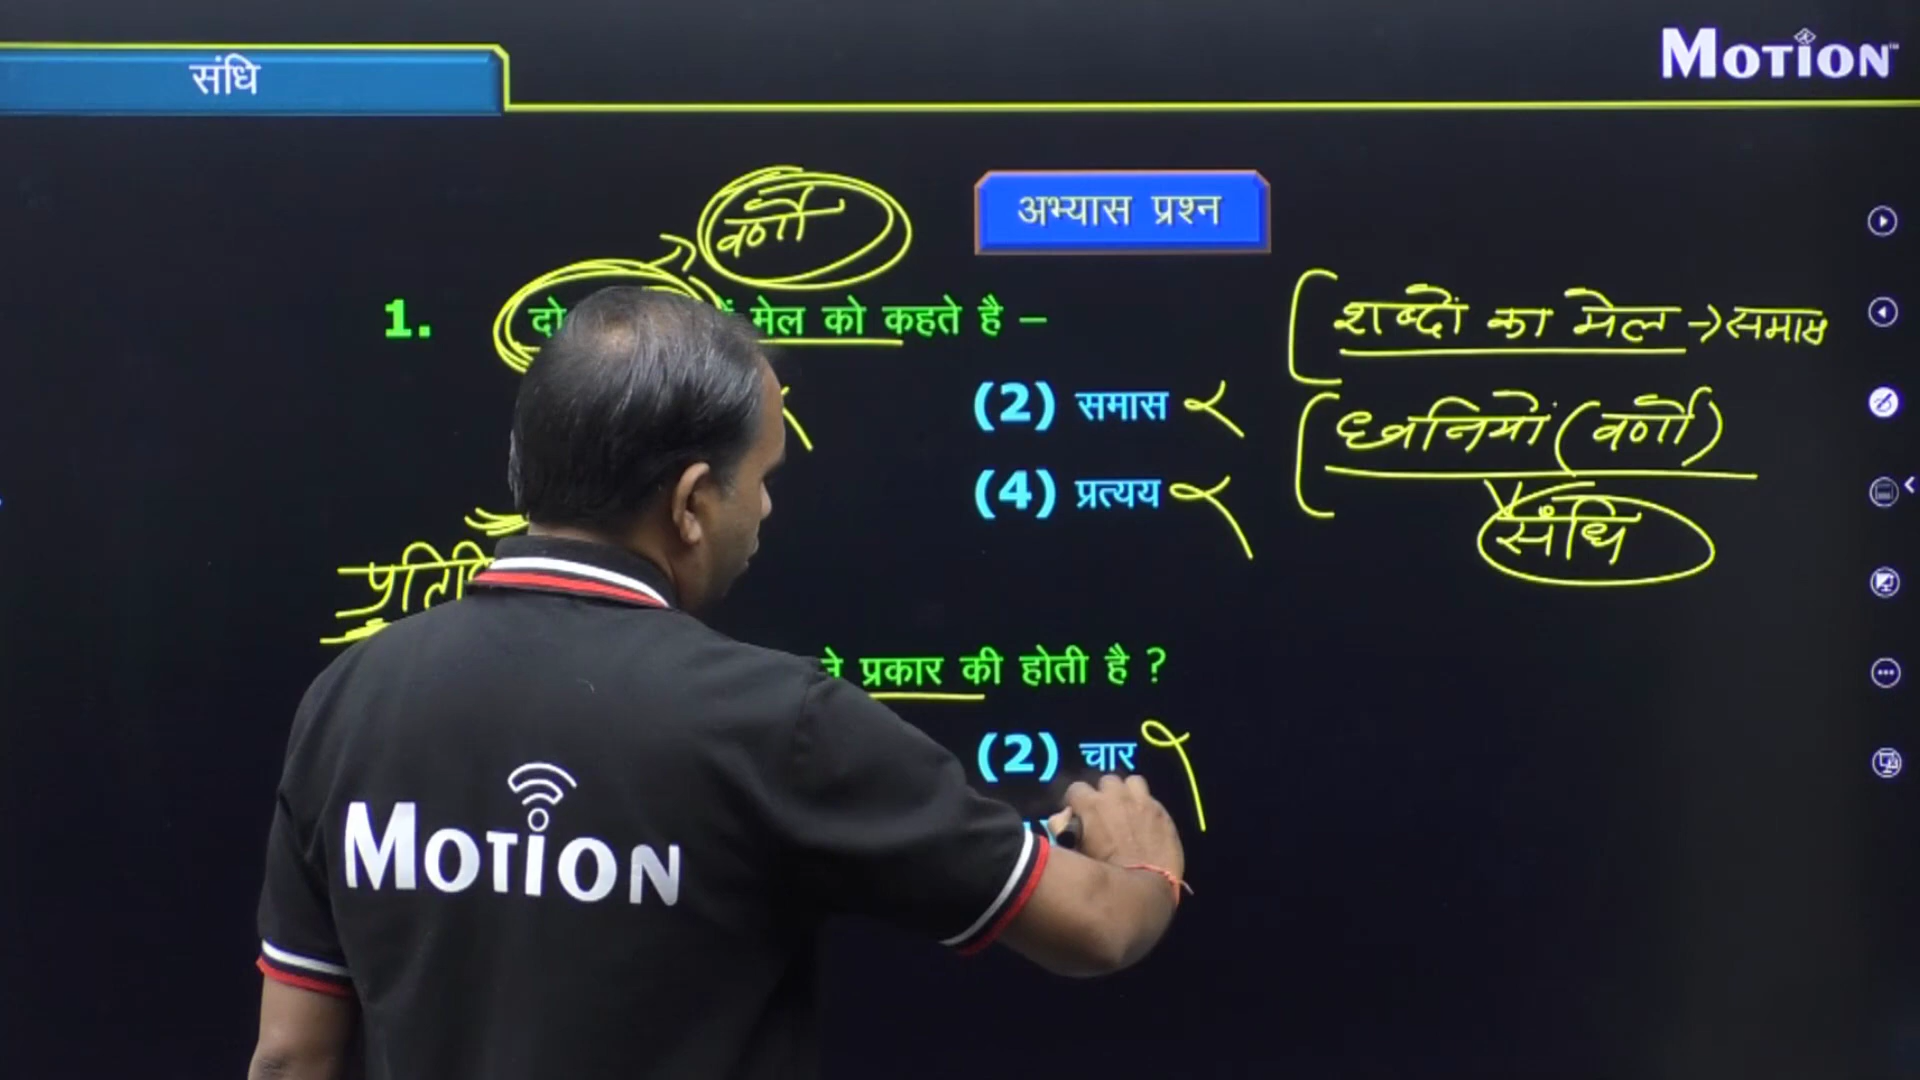 संधि
MOTION
अभ्यास प्रश्न
वर्णों
1. दो मेल को कहते है –
(2) समास
(4) प्रत्यय
शब्दों का मेल → समास
ध्वनियों (वर्णों)
संधि
प्रकार की होती है ?
(2) चार
MOTION